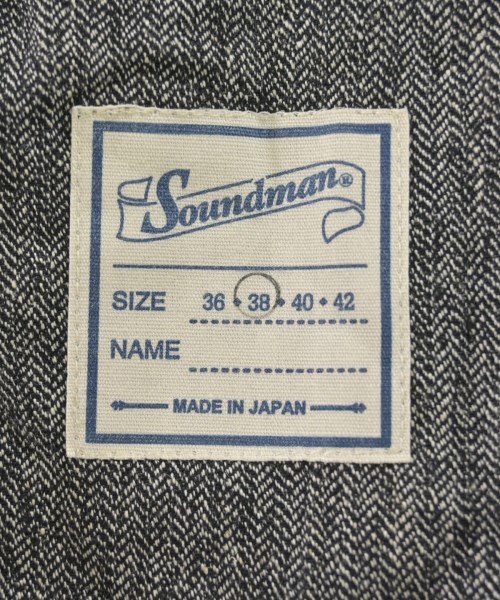 Soundman®
SIZE 36 • 38 • 40 • 42
NAME
MADE IN JAPAN